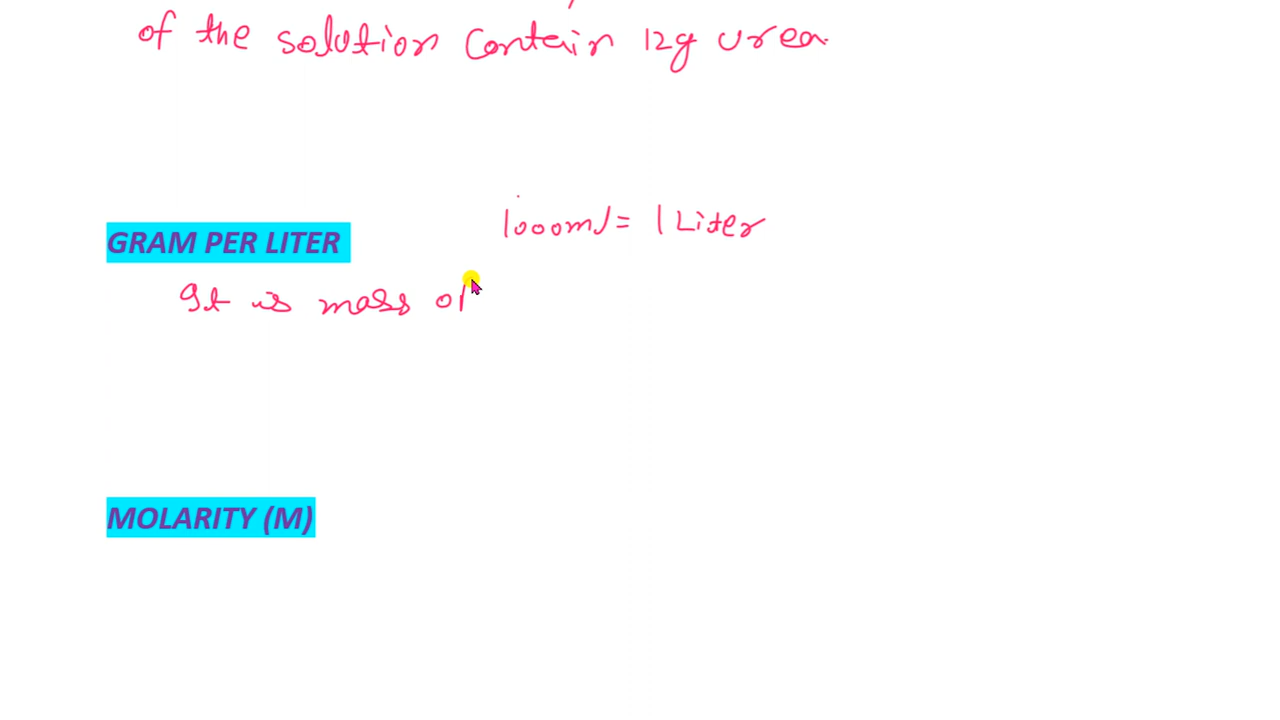 of the solution contain 12g urea.
1000ml = 1 Liter
GRAM PER LITER
It is mass of
MOLARITY (M)